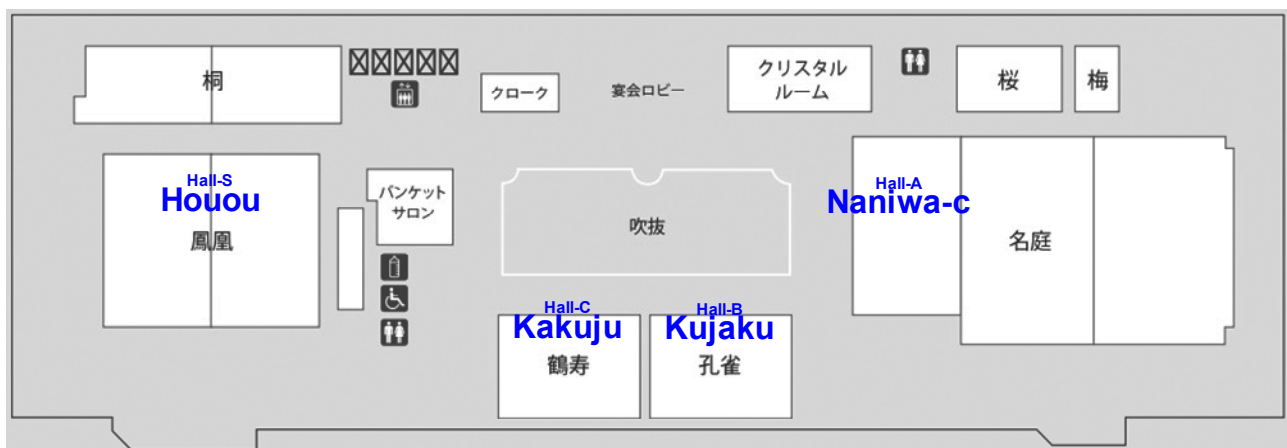 桐
クローク
宴会ロビー
クリスタル
ルーム
桜
梅
Hall-S
Houou
鳳凰
バンケット
サロン
吹抜
Hall-A
Naniwa-c
名庭
Hall-C
Kakuju
鶴寿
Hall-B
Kujaku
孔雀